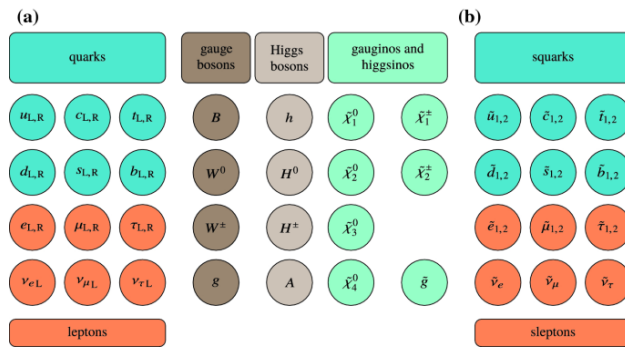 (a) (b)
quarks gauge bosons Higgs bosons gauginos and higgsinos squarks
u_{L,R} c_{L,R} t_{L,R} B h χ̃_1^0 χ̃_1^± ũ_{1,2} c̃_{1,2} t̃_{1,2}
d_{L,R} s_{L,R} b_{L,R} W^0 H^0 χ̃_2^0 χ̃_2^± d̃_{1,2} s̃_{1,2} b̃_{1,2}
e_{L,R} μ_{L,R} τ_{L,R} W^± H^± χ̃_3^0 ẽ_{1,2} μ̃_{1,2} τ̃_{1,2}
ν_{e L} ν_{μ L} ν_{τ L} g A χ̃_4^0 g̃ ν̃_e ν̃_μ ν̃_τ
leptons sleptons